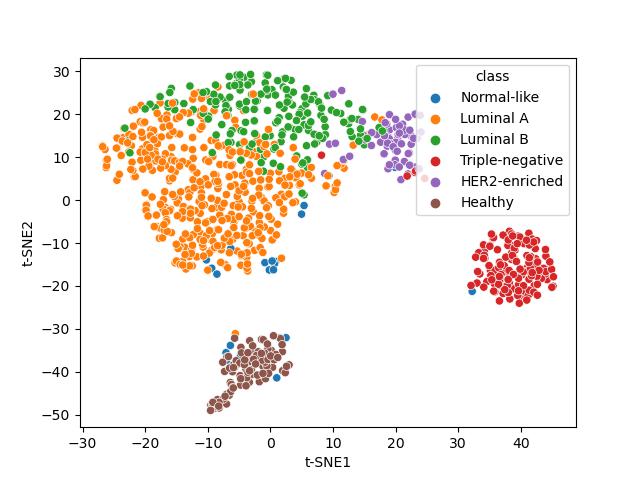 class
Normal-like
Luminal A
Luminal B
Triple-negative
HER2-enriched
Healthy
t-SNE2
30
20
10
0
−10
−20
−30
−40
−50
−30 −20 −10 0 10 20 30 40
t-SNE1